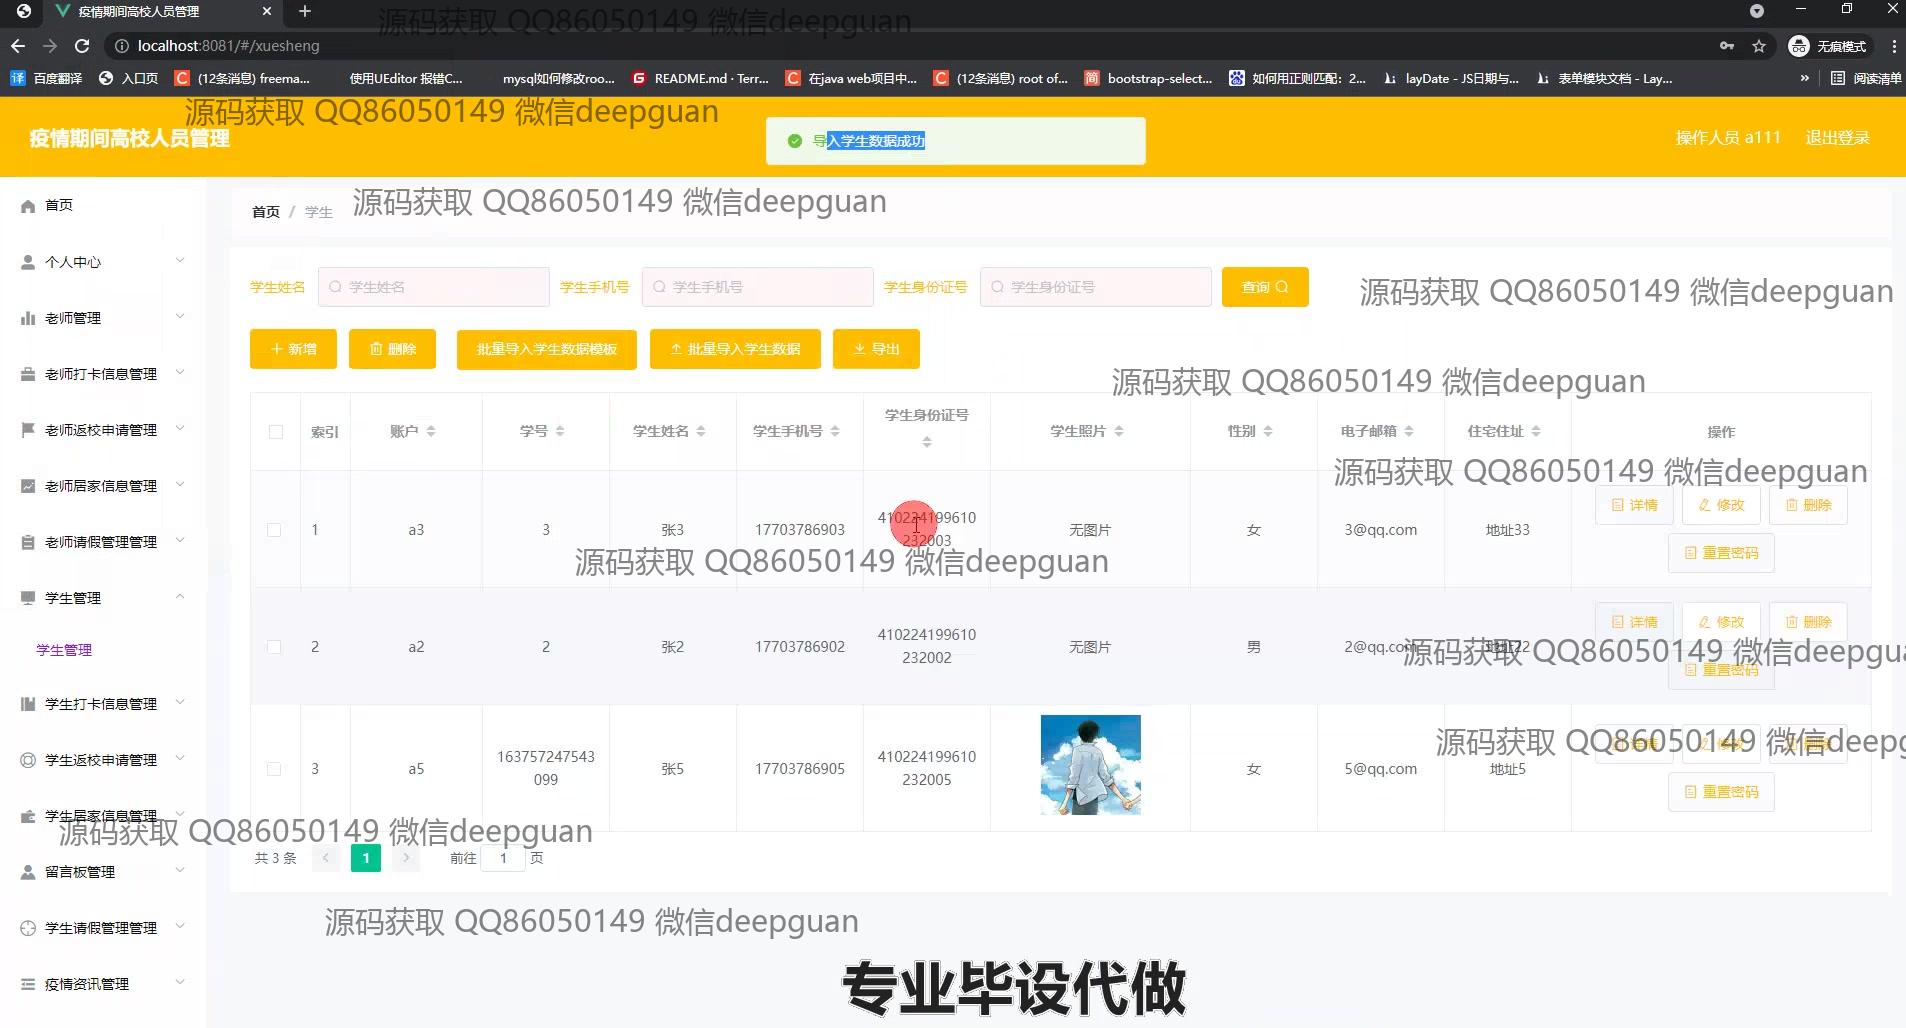 疫情期间高校人员管理
localhost:8081/#/xuesheng
无痕模式
百度翻译 入口页 (12条消息) freema... 使用UEditor 报错C... mysql如何修改roo... README.md · Terr... 在java web项目中... (12条消息) root of... bootstrap-select... 如何用正则匹配：2... layDate - JS日期与... 表单模块文档 - Lay... » 阅读清单
源码获取 QQ86050149 微信deepguan
源码获取 QQ86050149 微信deepguan
疫情期间高校人员管理
导入学生数据成功
操作人员 a111 退出登录
首页
个人中心
老师管理
老师打卡信息管理
老师返校申请管理
老师居家信息管理
老师请假管理管理
学生管理
学生管理
学生打卡信息管理
学生返校申请管理
学生居家信息管理
留言板管理
学生请假管理管理
疫情资讯管理
首页 / 学生
源码获取 QQ86050149 微信deepguan
学生姓名 学生姓名 学生手机号 学生手机号 学生身份证号 学生身份证号 查询
源码获取 QQ86050149 微信deepguan
新增 删除 批量导入学生数据模板 批量导入学生数据 导出
源码获取 QQ86050149 微信deepguan
索引 账户 学号 学生姓名 学生手机号 学生身份证号 学生照片 性别 电子邮箱 住宅住址 操作
源码获取 QQ86050149 微信deepguan
1 a3 3 张3 17703786903 410224199610 无图片 女 3@qq.com 地址33 详情 修改 删除
232003
重置密码
源码获取 QQ86050149 微信deepguan
2 a2 2 张2 17703786902 410224199610 无图片 男 2@qq.com 地址22 详情 修改 删除
232002
重置密码
源码获取 QQ86050149 微信deepgua
3 a5 163757247543 张5 17703786905 410224199610 女 5@qq.com 地址5 详情 修改 删除
099 232005
重置密码
源码获取 QQ86050149 微信deepg
源码获取 QQ86050149 微信deepguan
共 3 条 < 1 > 前往 1 页
源码获取 QQ86050149 微信deepguan
专业毕设代做